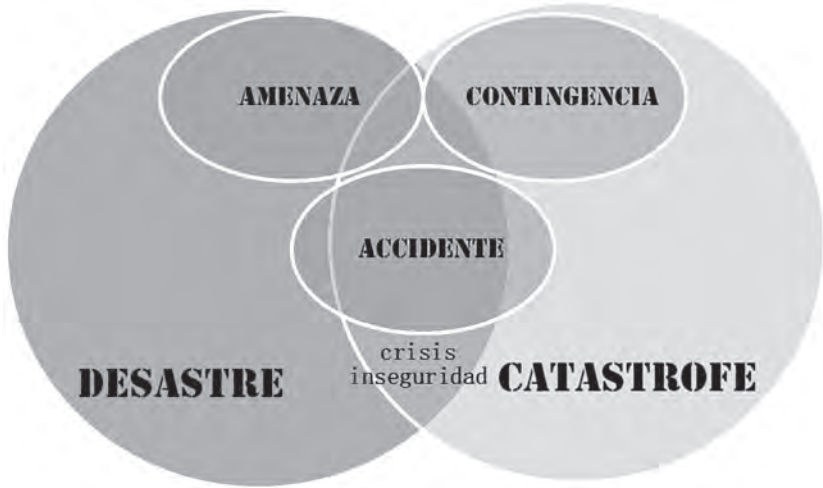 AMENAZA
CONTINGENCIA
ACCIDENTE
crisis
inseguridad
DESASTRE
CATASTROFE